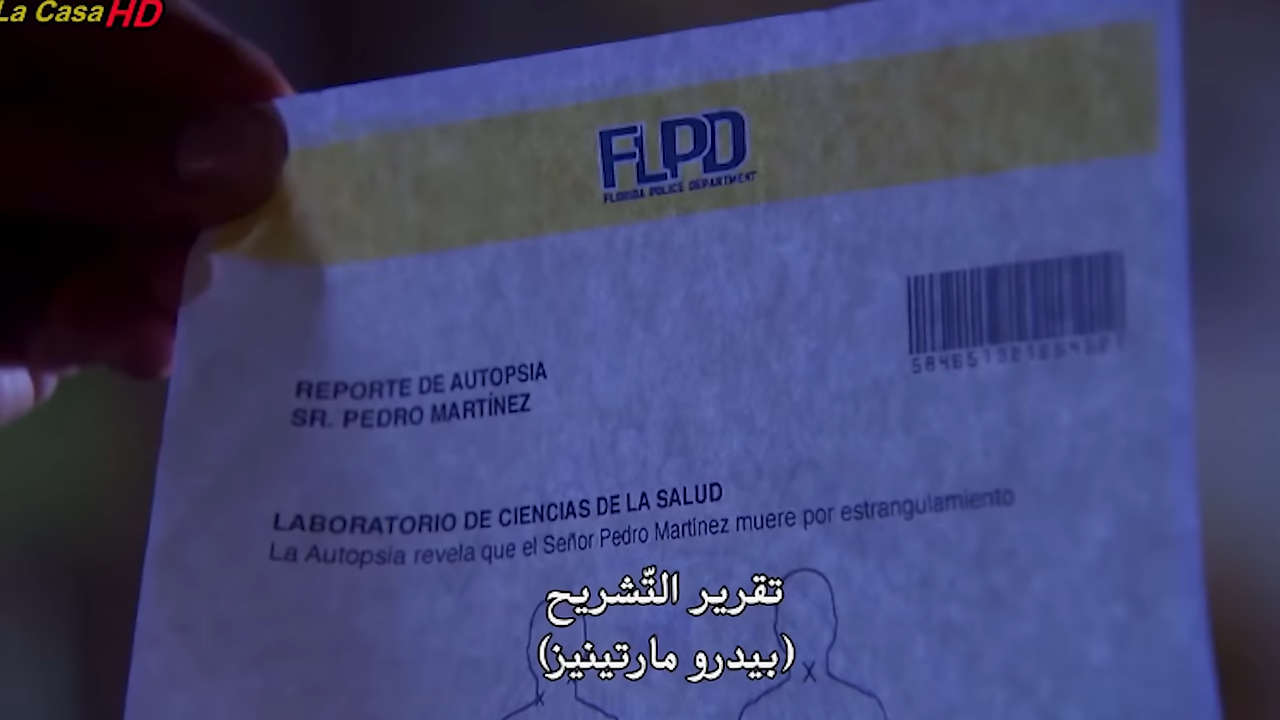 La Casa HD
FLPD
FLORIDA POLICE DEPARTMENT
REPORTE DE AUTOPSIA
SR. PEDRO MARTÍNEZ
LABORATORIO DE CIENCIAS DE LA SALUD
La Autopsia revela que el Señor Pedro Martínez muere por estrangulamiento
تقرير التّشريح
(بيدرو مارتينيز)